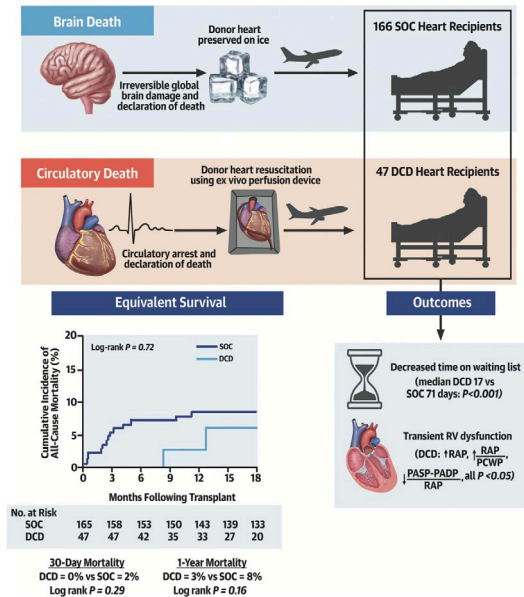 Brain Death
Donor heart
preserved on ice
166 SOC Heart Recipients
Irreversible global
brain damage and
declaration of death
Circulatory Death
Donor heart resuscitation
using ex vivo perfusion device
47 DCD Heart Recipients
Circulatory arrest and
declaration of death
Equivalent Survival
Cumulative Incidence of
All-Cause Mortality (%)
20
15
10
5
0
Log-rank P = 0.72
SOC
DCD
0 3 6 9 12 15 18
Months Following Transplant
No. at Risk
SOC 165 158 153 150 143 139 133
DCD 47 47 42 35 33 27 20
30-Day Mortality
DCD = 0% vs SOC = 2%
Log rank P = 0.29
1-Year Mortality
DCD = 3% vs SOC = 8%
Log rank P = 0.16
Outcomes
Decreased time on waiting list
(median DCD 17 vs
SOC 71 days: P<0.001)
Transient RV dysfunction
(DCD: ↑RAP, ↑RAP/PCWP,
↓PASP-PADP/RAP, all P <0.05)